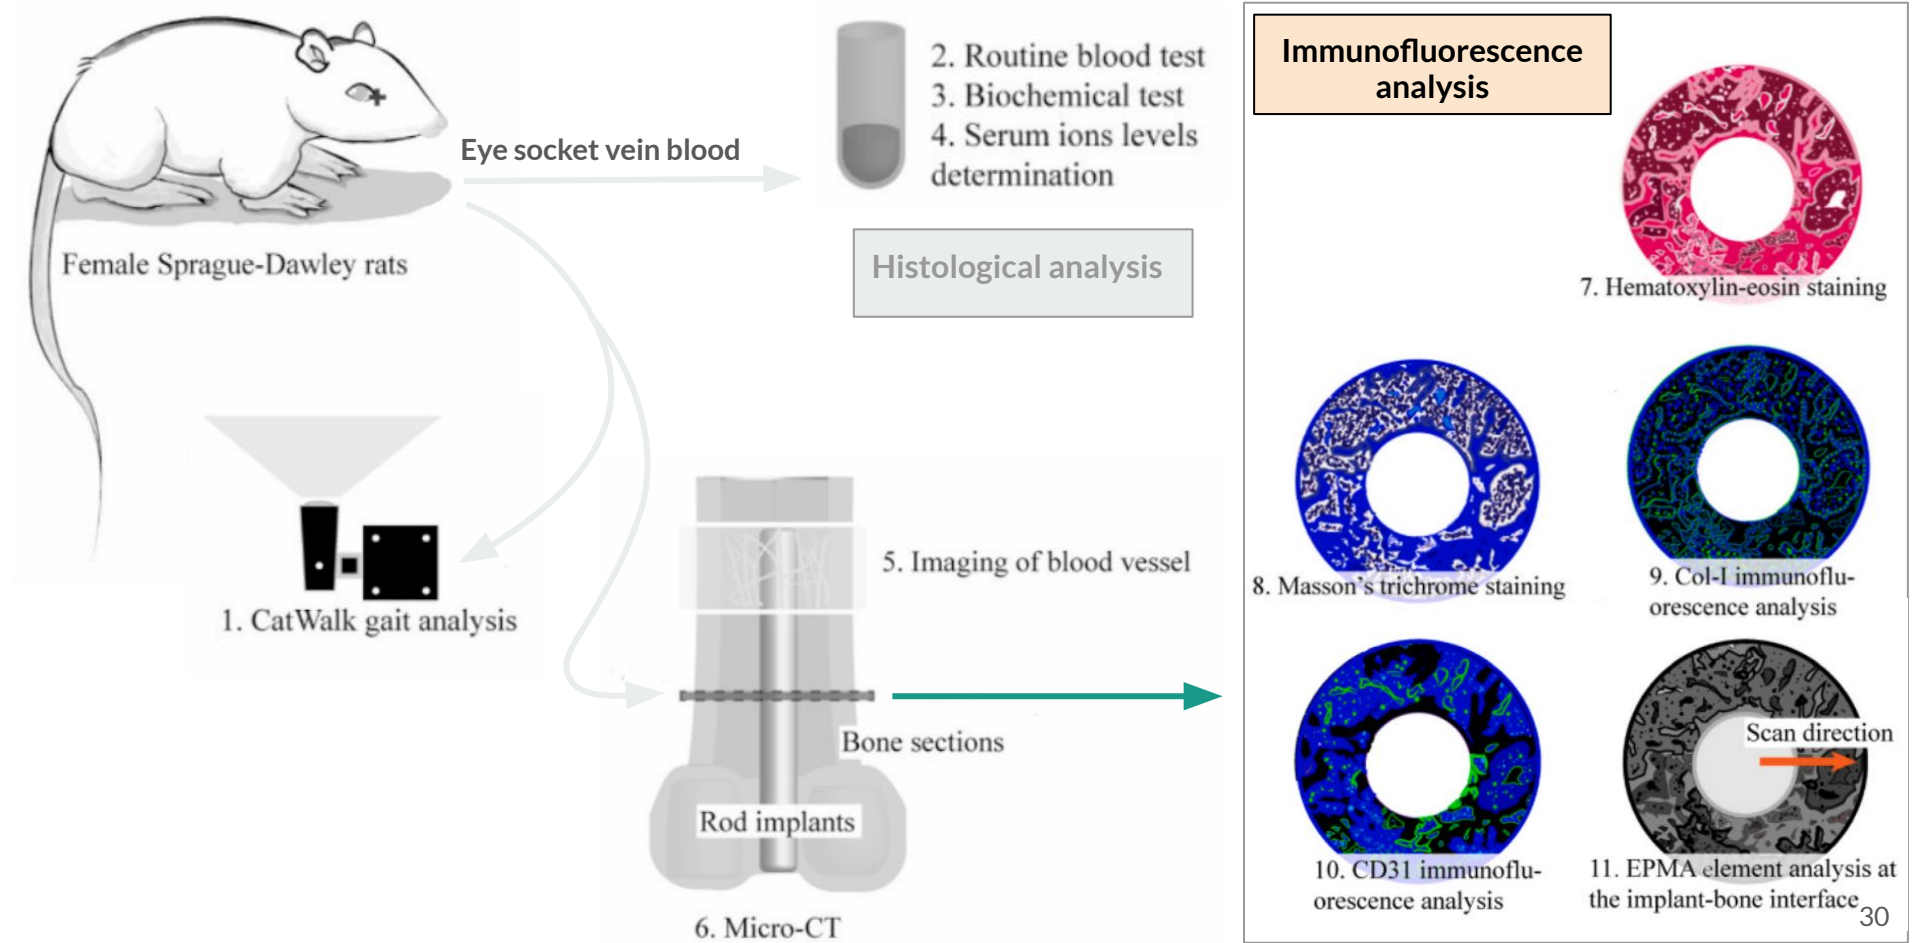 Eye socket vein blood
Female Sprague-Dawley rats
2. Routine blood test
3. Biochemical test
4. Serum ions levels
determination
Histological analysis
1. CatWalk gait analysis
5. Imaging of blood vessel
Bone sections
Rod implants
6. Micro-CT
Immunofluorescence
analysis
7. Hematoxylin-eosin staining
8. Masson's trichrome staining
9. Col-I immunoflu-
orescence analysis
10. CD31 immunoflu-
orescence analysis
Scan direction
11. EPMA element analysis at
the implant-bone interface
30